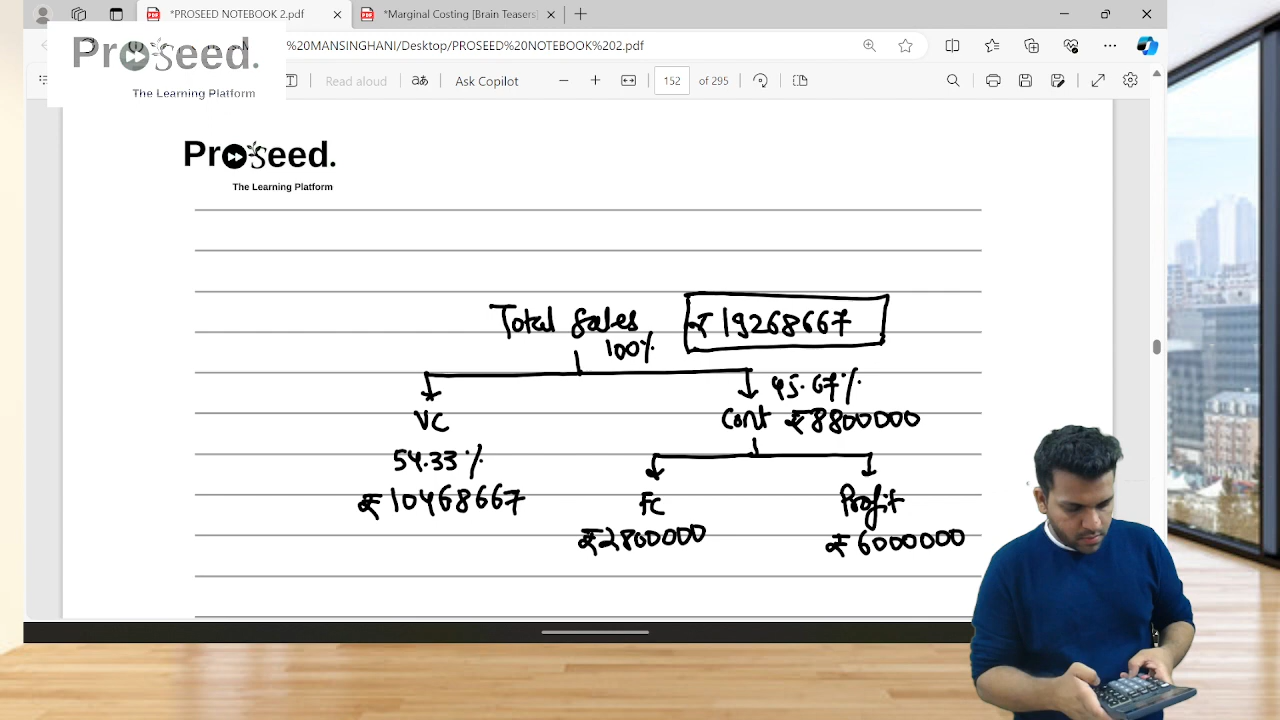 *PROSEED NOTEBOOK 2.pdf
*Marginal Costing [Brain Teasers]
Proseed.
The Learning Platform
%20MANSINGHANI/Desktop/PROSEED%20NOTEBOOK%202.pdf
Read aloud
aあ
Ask Copilot
152 of 295
Proseed.
The Learning Platform
Total Sales ₹19268667
100%
45.67%
VC
Cont ₹8800000
54.33%
₹10468667
FC
Profit
₹2800000
₹6000000